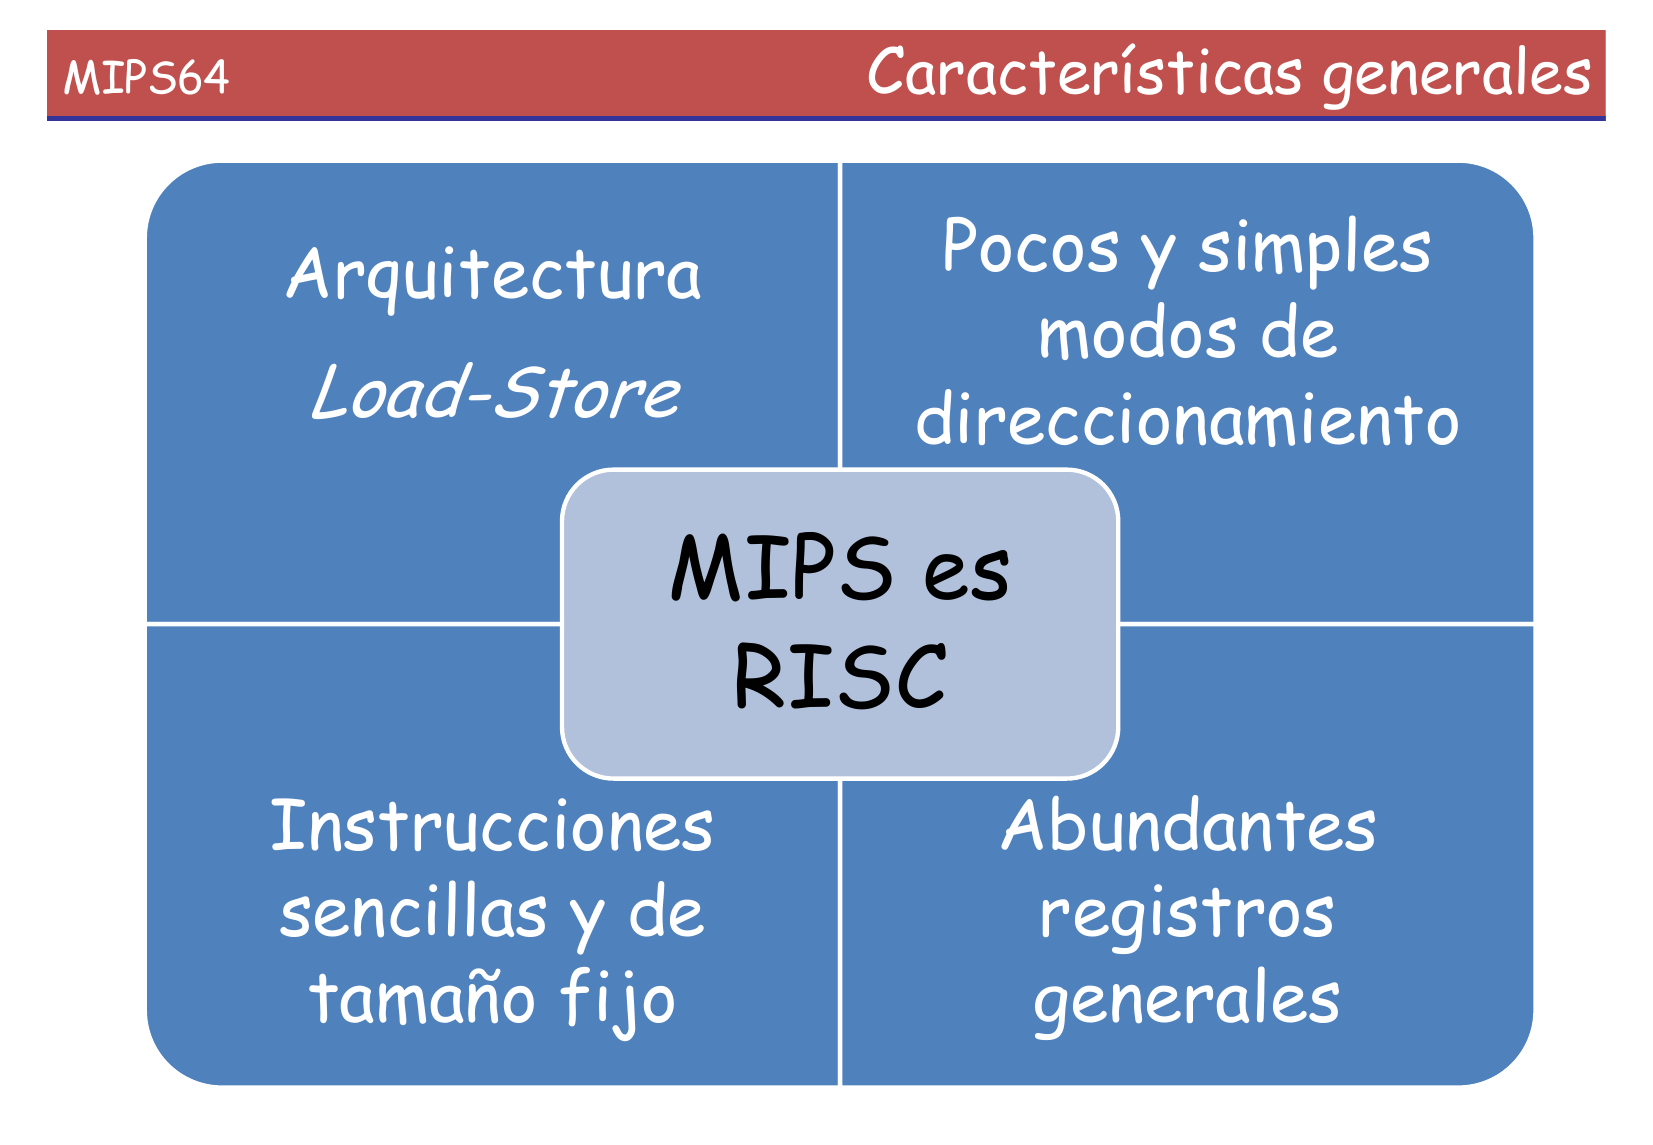 MIPS64
Características generales
Arquitectura
Load-Store
Pocos y simples
modos de
direccionamiento
MIPS es
RISC
Instrucciones
sencillas y de
tamaño fijo
Abundantes
registros
generales